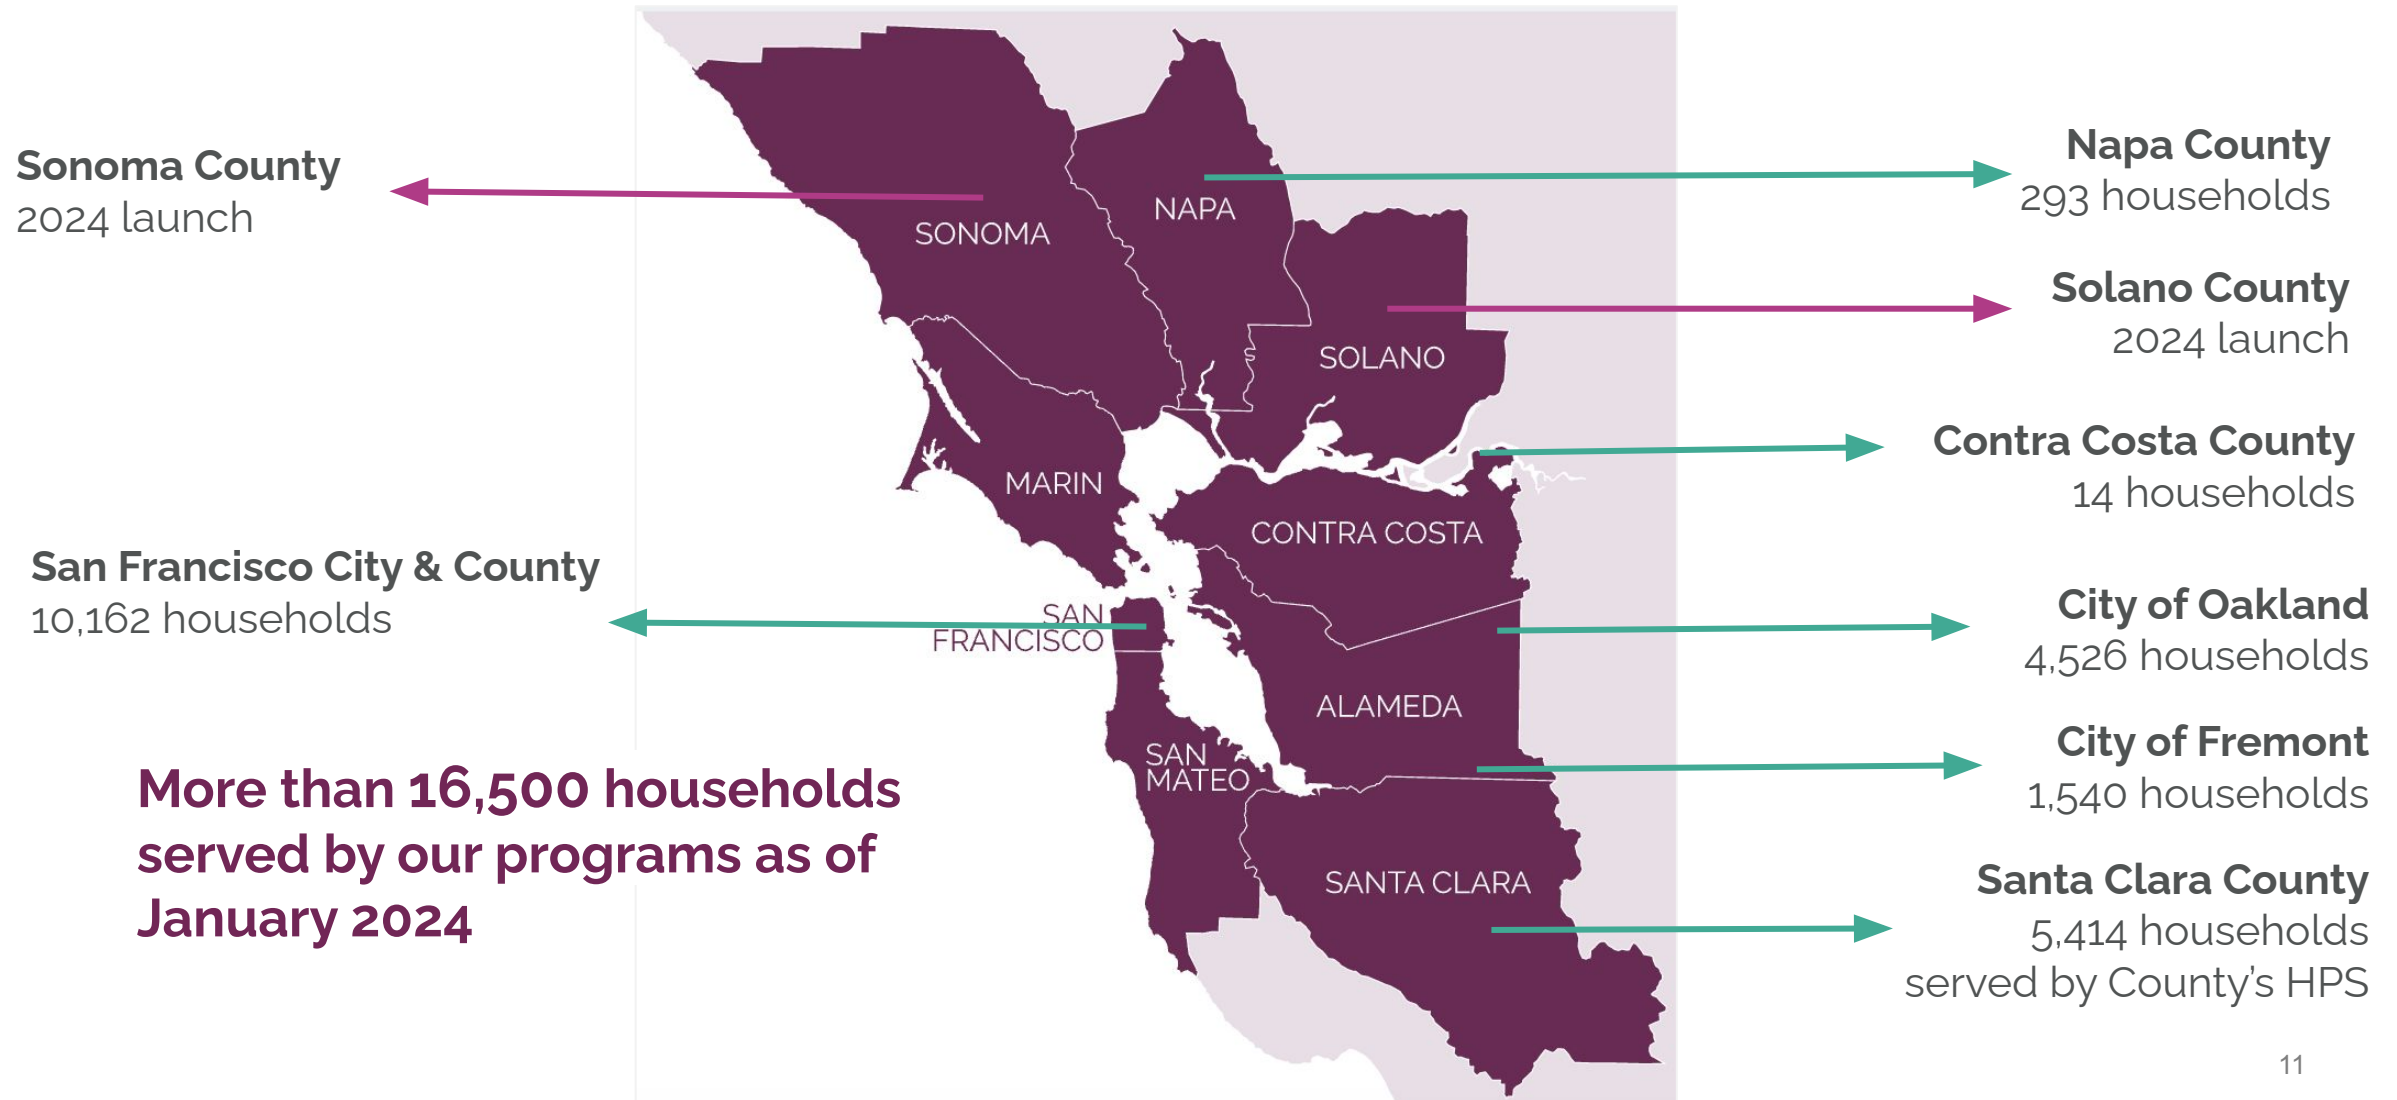 Sonoma County
2024 launch
San Francisco City & County
10,162 households
More than 16,500 households
served by our programs as of
January 2024
SONOMA
NAPA
SOLANO
MARIN
CONTRA COSTA
SAN
FRANCISCO
ALAMEDA
SAN
MATEO
SANTA CLARA
Napa County
293 households
Solano County
2024 launch
Contra Costa County
14 households
City of Oakland
4,526 households
City of Fremont
1,540 households
Santa Clara County
5,414 households
served by County’s HPS
11